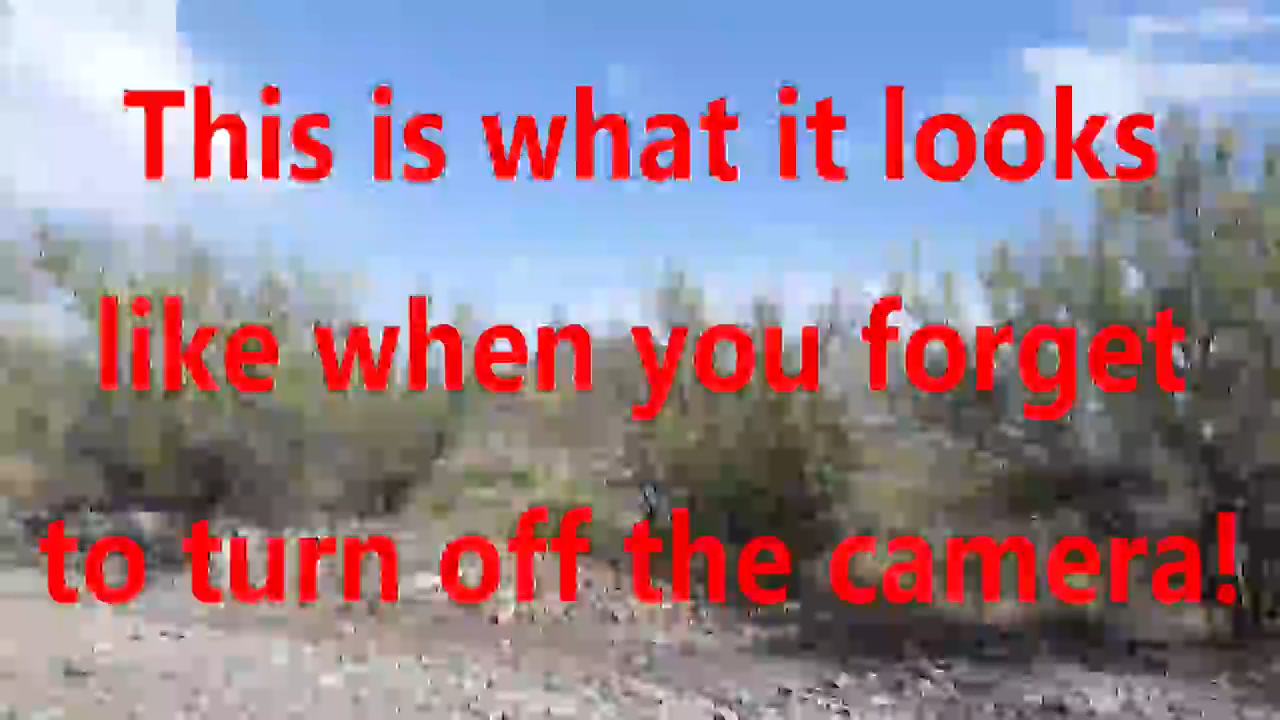 This is what it looks
like when you forget
to turn off the camera!